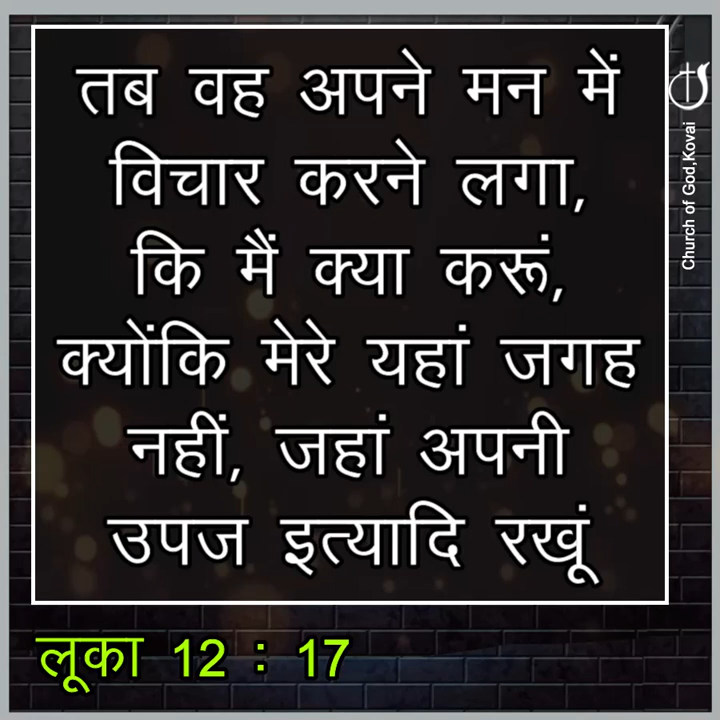 तब वह अपने मन में
विचार करने लगा,
कि मैं क्या करूं,
क्योंकि मेरे यहां जगह
नहीं, जहां अपनी
उपज इत्यादि रखूं
लूका 12 : 17
Church of God,Kovai